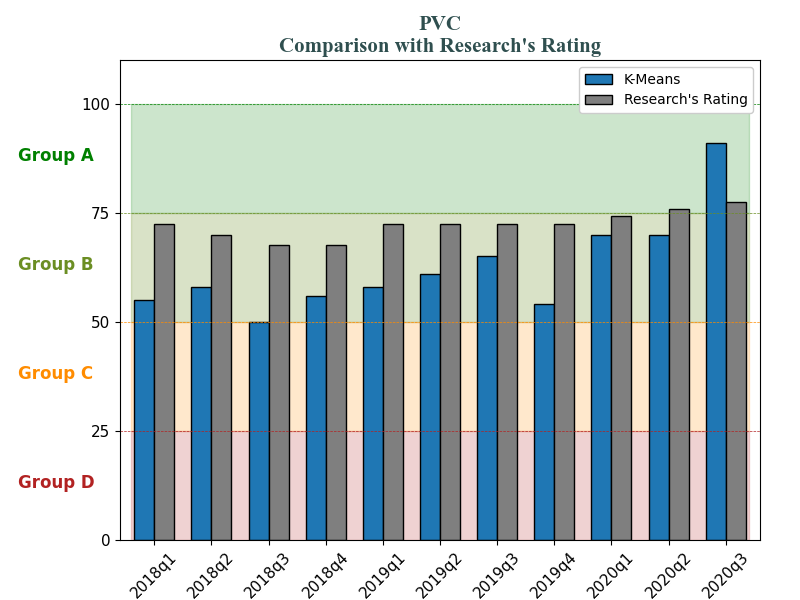 PVC
Comparison with Research's Rating
K-Means
Research's Rating
100
Group A
75
Group B
50
Group C
25
Group D
0
2018q1 2018q2 2018q3 2018q4 2019q1 2019q2 2019q3 2019q4 2020q1 2020q2 2020q3